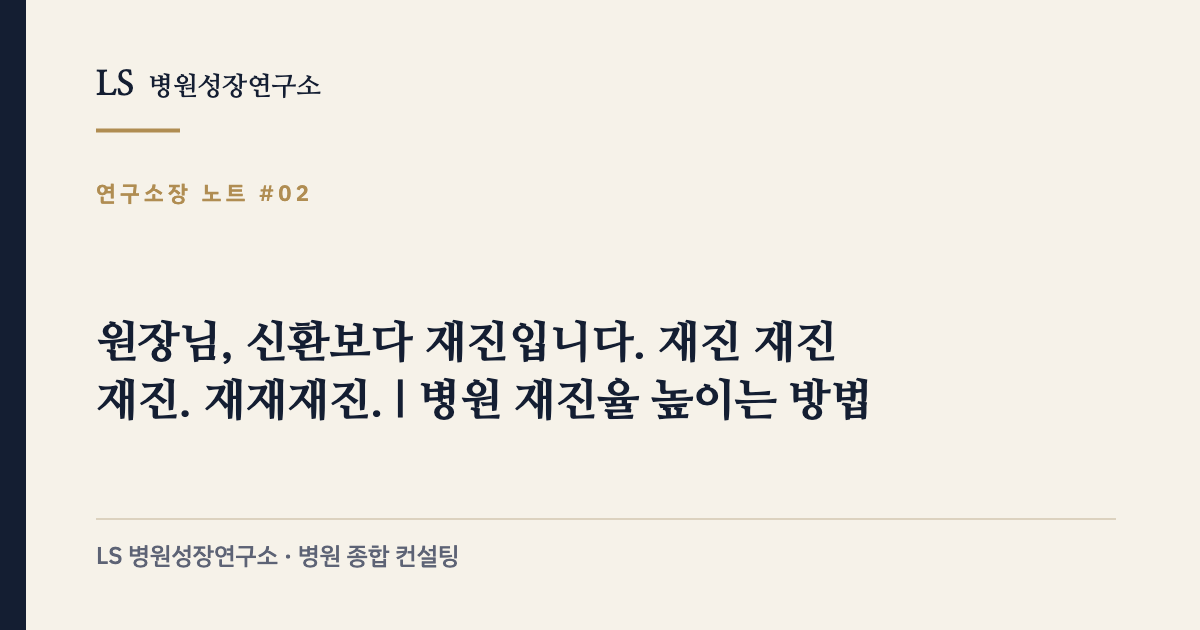 LS 병원성장연구소
연구소장 노트 #02
원장님, 신환보다 재진입니다. 재진 재진
재진. 재재재진. | 병원 재진율 높이는 방법
LS 병원성장연구소 · 병원 종합 컨설팅